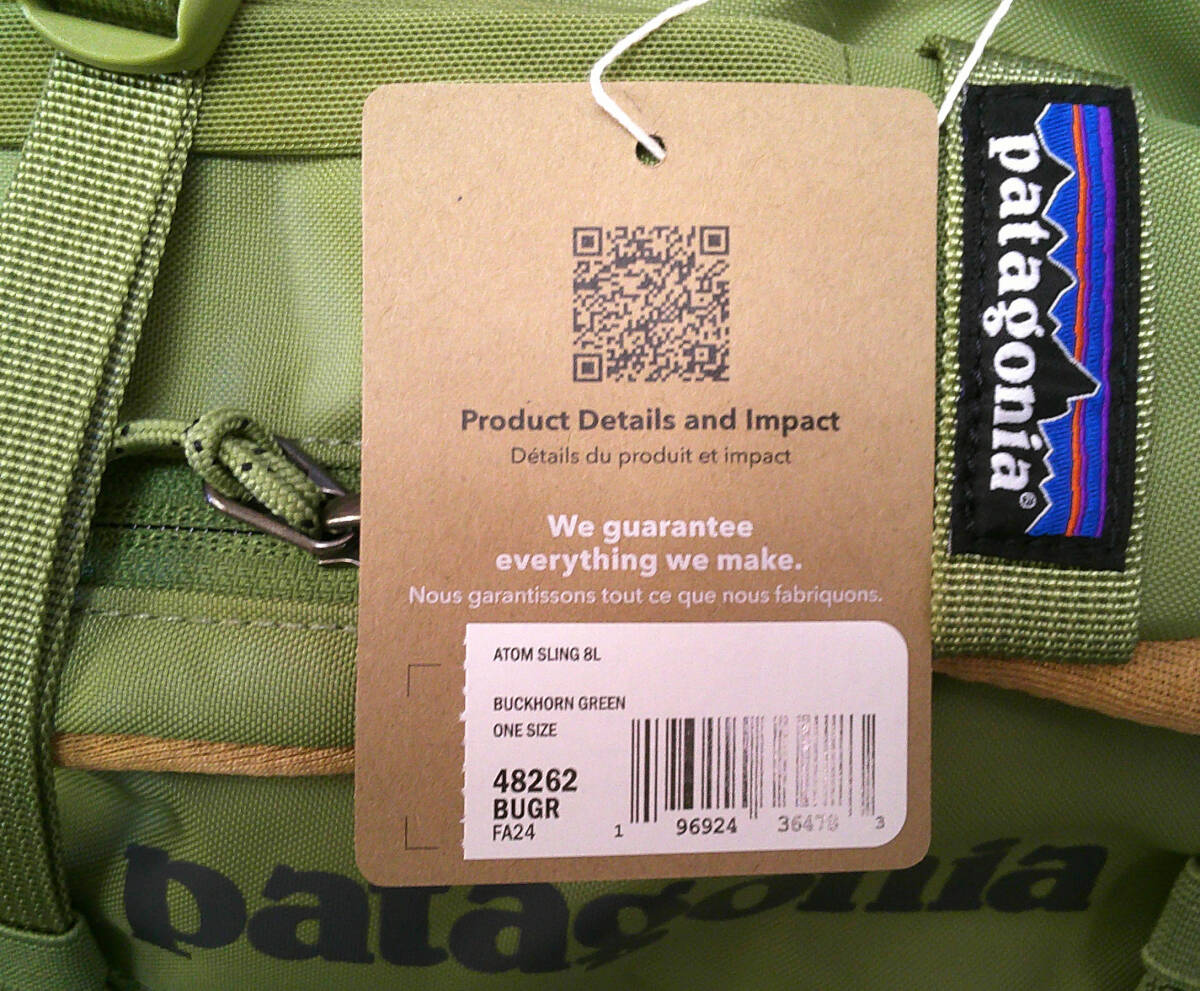 patagonia®
Product Details and Impact
Détails du produit et impact
We guarantee
everything we make.
Nous garantissons tout ce que nous fabriquons.
ATOM SLING 8L
BUCKHORN GREEN
ONE SIZE
48262
BUGR
FA24
1 96924 36478 3
patagonia